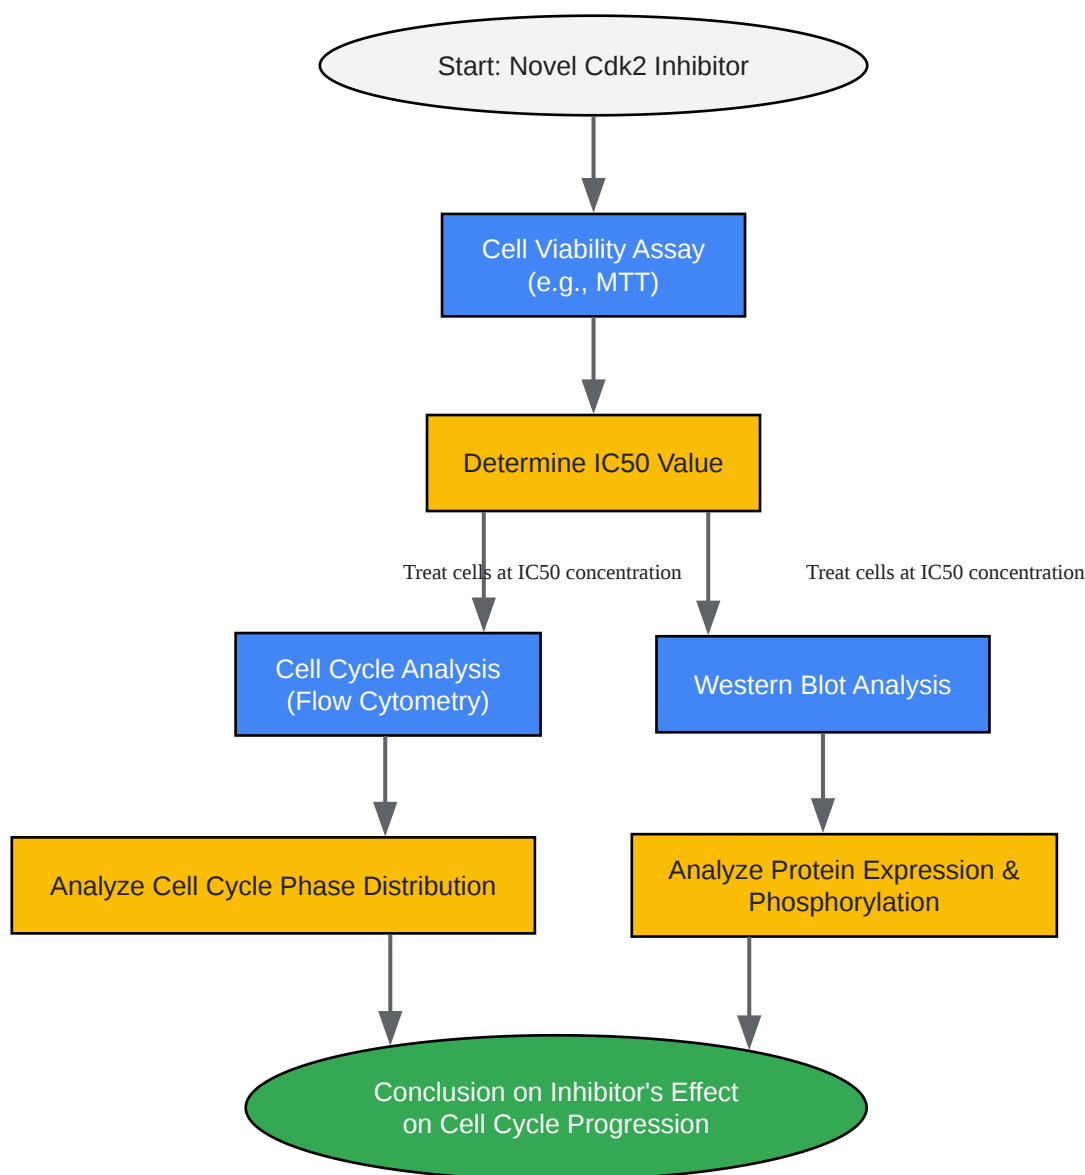 Start: Novel Cdk2 Inhibitor
Cell Viability Assay
(e.g., MTT)
Determine IC50 Value
Treat cells at IC50 concentration
Treat cells at IC50 concentration
Cell Cycle Analysis
(Flow Cytometry)
Western Blot Analysis
Analyze Cell Cycle Phase Distribution
Analyze Protein Expression &
Phosphorylation
Conclusion on Inhibitor's Effect
on Cell Cycle Progression